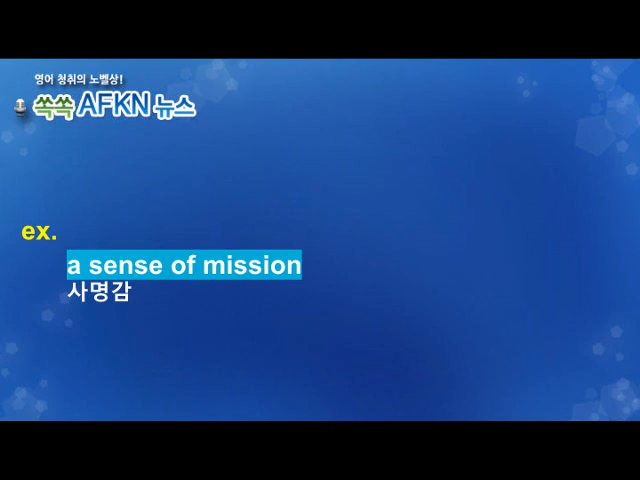 영어 청취의 노벨상!
쏙쏙 AFKN 뉴스
ex.
a sense of mission
사명감